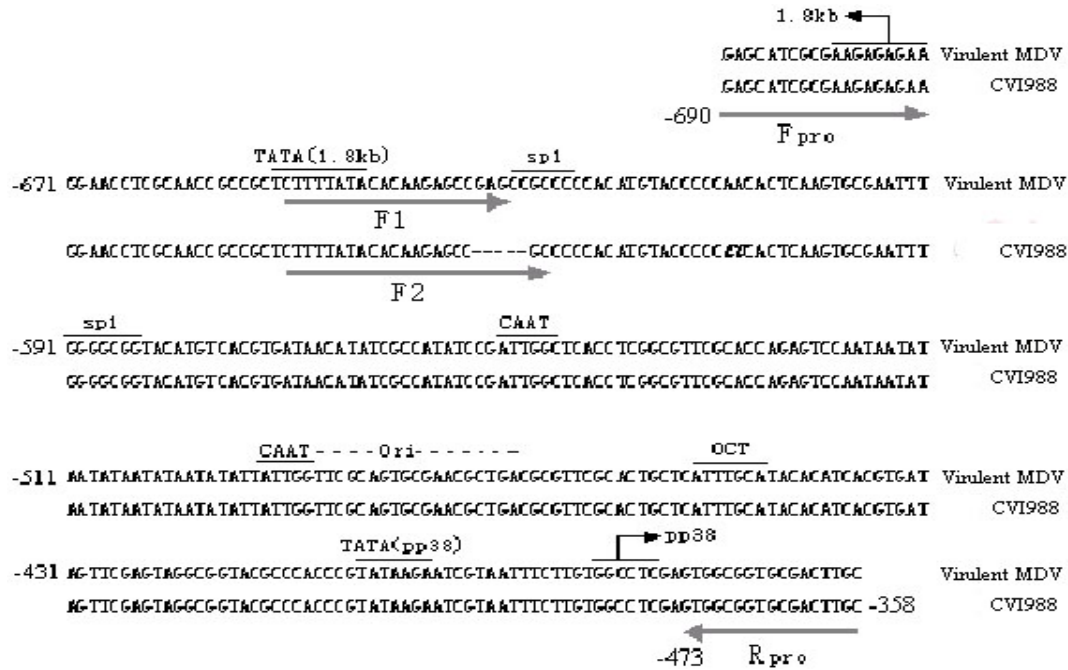 1.8kb
GAGCATCGCGAAGAGAGAA Virulent MDV
GAGCATCGCGAAGAGAGAA CVI988
-690 Fpro
TATA(1.8kb) sp1
-671 GGAACCTCGCAACCGCCGCTCTTTTATACACAAGAGCCGAGCCGCCCCCACATGTACCCCCAACACTCAAGTGCGAATTT Virulent MDV
F1
GGAACCTCGCAACCGCCGCTCTTTTATACACAAGAGCC-----GCCCCCACATGTACCCCC CACTCAAGTGCGAATTT CVI988
F2
sp1 CAAT
-591 GGGGCGGTACATGTCACGTGATAACATATCGCCATATCCGATTGGCTCACCTCGGCGTTCGCACCAGAGTCCAATAATAT Virulent MDV
GGGGCGGTACATGTCACGTGATAACATATCGCCATATCCGATTGGCTCACCTCGGCGTTCGCACCAGAGTCCAATAATAT CVI988
CAAT----Ori------- OCT
-511 AATATAATATAATATATTATTGGTTCGCAGTGCGAACGCTGACGCGTTCGCACTGCTCATTTGCATACACATCACGTGAT Virulent MDV
AATATAATATAATATATTATTGGTTCGCAGTGCGAACGCTGACGCGTTCGCACTGCTCATTTGCATACACATCACGTGAT CVI988
TATA(pp38) pp38
-431 AGTTCGAGTAGGCGGTACGCCCACCCGTATAAGAATCGTAATTTCTTGTGGCCTCGAGTGGCGGTGCGACTTGC Virulent MDV
AGTTCGAGTAGGCGGTACGCCCACCCGTATAAGAATCGTAATTTCTTGTGGCCTCGAGTGGCGGTGCGACTTGC -358 CVI988
-473 Rpro